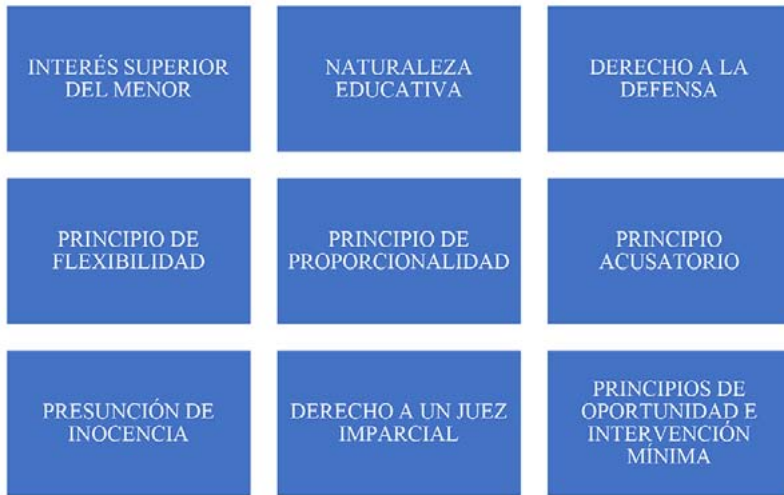 INTERÉS SUPERIOR
DEL MENOR
NATURALEZA
EDUCATIVA
DERECHO A LA
DEFENSA
PRINCIPIO DE
FLEXIBILIDAD
PRINCIPIO DE
PROPORCIONALIDAD
PRINCIPIO
ACUSATORIO
PRESUNCIÓN DE
INOCENCIA
DERECHO A UN JUEZ
IMPARCIAL
PRINCIPIOS DE
OPORTUNIDAD E
INTERVENCIÓN
MÍNIMA